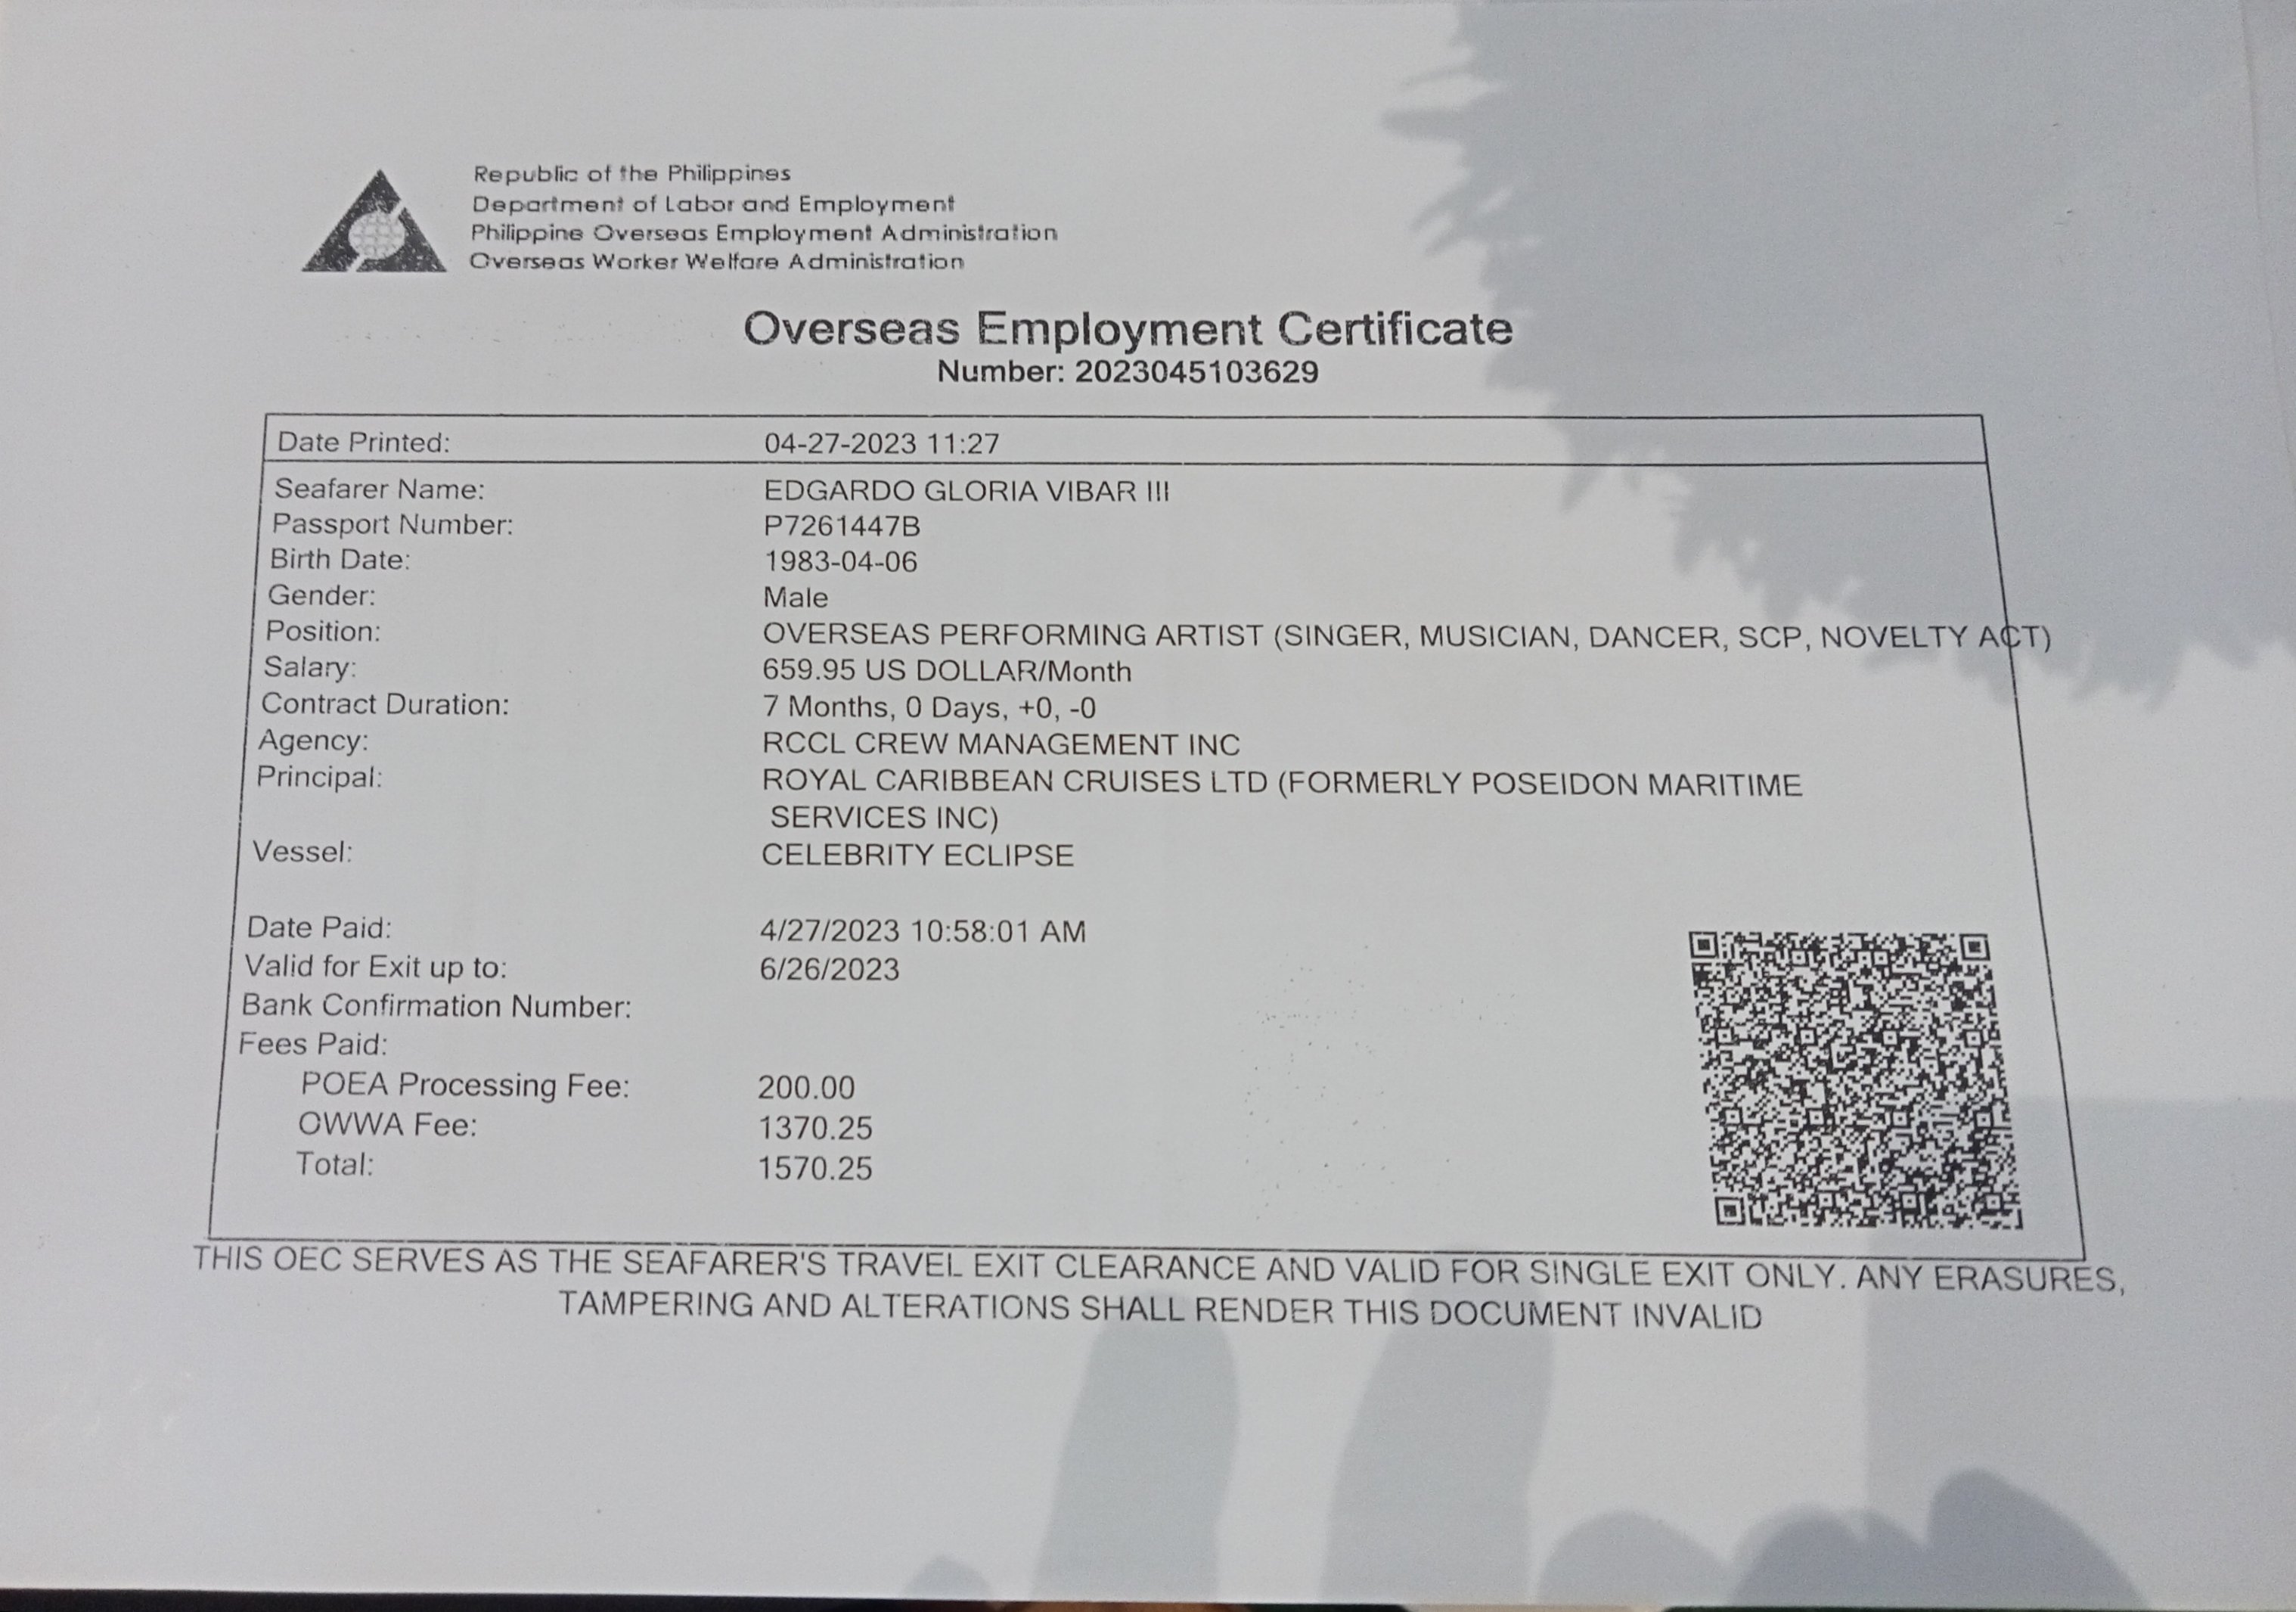 Republic of the Philippines
Department of Labor and Employment
Philippine Overseas Employment Administration
Overseas Worker Welfare Administration
Overseas Employment Certificate
Number: 2023045103629
Date Printed: 04-27-2023 11:27
Seafarer Name: EDGARDO GLORIA VIBAR III
Passport Number: P7261447B
Birth Date: 1983-04-06
Gender: Male
Position: OVERSEAS PERFORMING ARTIST (SINGER, MUSICIAN, DANCER, SCP, NOVELTY ACT)
Salary: 659.95 US DOLLAR/Month
Contract Duration: 7 Months, 0 Days, +0, -0
Agency: RCCL CREW MANAGEMENT INC
Principal: ROYAL CARIBBEAN CRUISES LTD (FORMERLY POSEIDON MARITIME
SERVICES INC)
Vessel: CELEBRITY ECLIPSE
Date Paid: 4/27/2023 10:58:01 AM
Valid for Exit up to: 6/26/2023
Bank Confirmation Number:
Fees Paid:
POEA Processing Fee: 200.00
OWWA Fee: 1370.25
Total: 1570.25
THIS OEC SERVES AS THE SEAFARER'S TRAVEL EXIT CLEARANCE AND VALID FOR SINGLE EXIT ONLY. ANY ERASURES,
TAMPERING AND ALTERATIONS SHALL RENDER THIS DOCUMENT INVALID